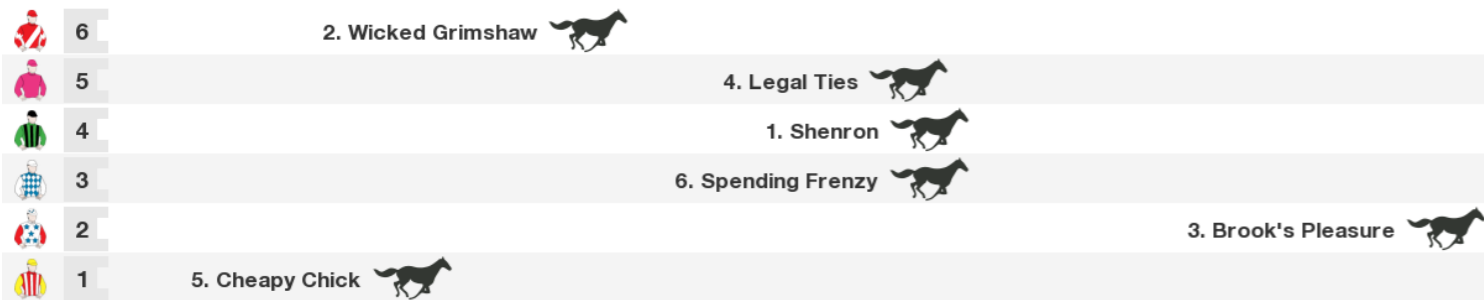 6 2. Wicked Grimshaw
5 4. Legal Ties
4 1. Shenron
3 6. Spending Frenzy
2 3. Brook's Pleasure
1 5. Cheapy Chick